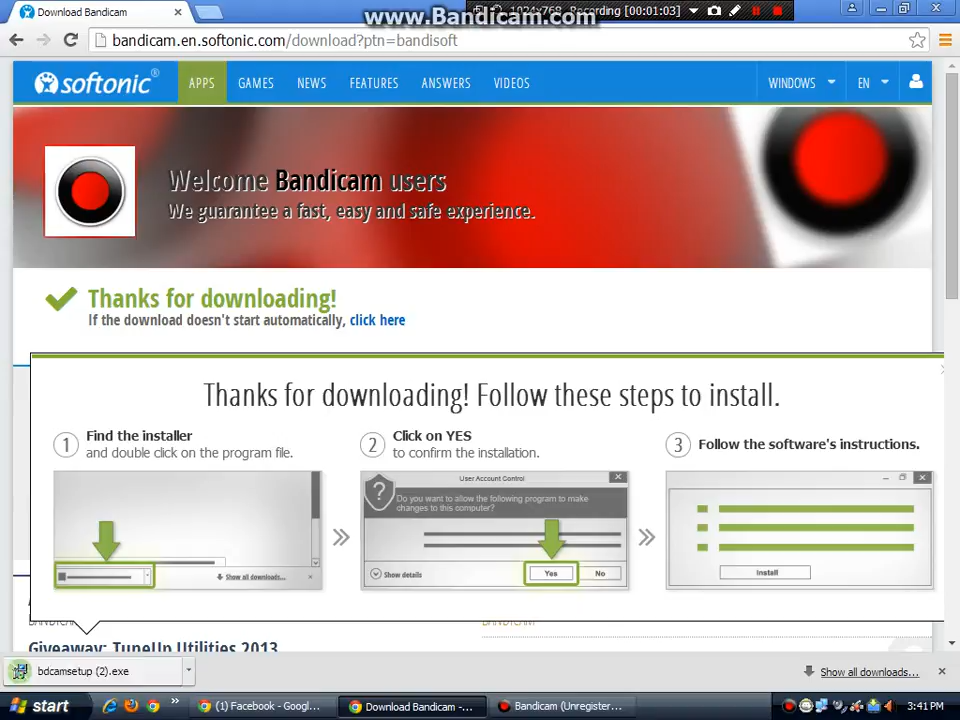 Download Bandicam
www.Bandicam.com
1024x768 Recording [00:01:03]
bandicam.en.softonic.com/download?ptn=bandisoft
softonic®
APPS
GAMES
NEWS
FEATURES
ANSWERS
VIDEOS
WINDOWS
EN
Welcome Bandicam users
We guarantee a fast, easy and safe experience.
Thanks for downloading!
If the download doesn't start automatically, click here
Thanks for downloading! Follow these steps to install.
1
Find the installer
and double click on the program file.
Show all downloads...
2
Click on YES
to confirm the installation.
User Account Control
Do you want to allow the following program to make
changes to this computer?
Show details
Yes
No
3
Follow the software's instructions.
Install
BANDICAM
Giveaway: TuneUp Utilities 2013
bdcamsetup (2).exe
Show all downloads...
start
(1) Facebook - Googl...
Download Bandicam -...
Bandicam (Unregister...
3:41 PM